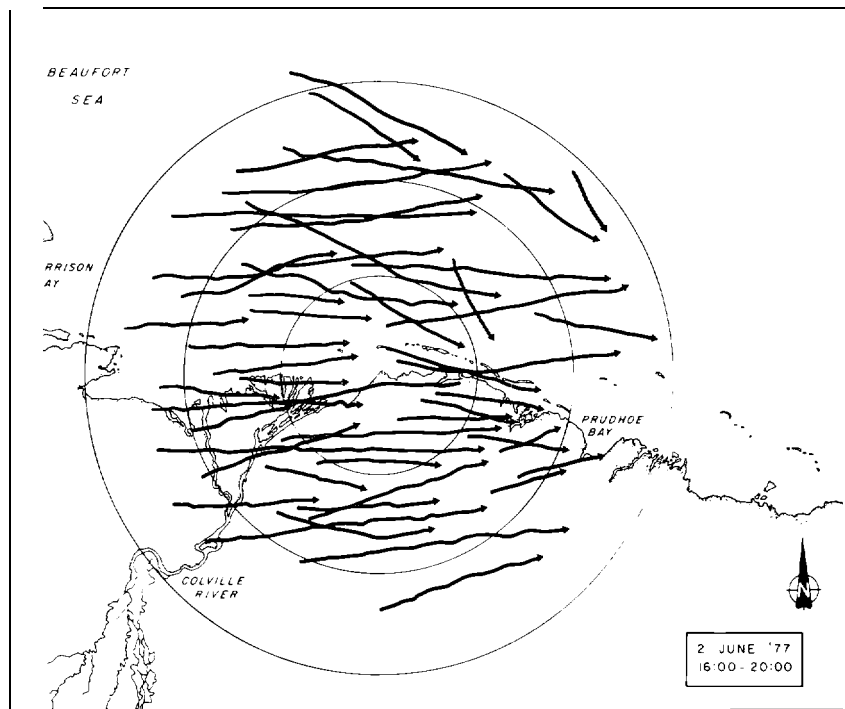 BEAUFORT
SEA
RRISON
AY
PRUDHOE
BAY
COLVILLE
RIVER
N
2 JUNE '77
16:00-20:00